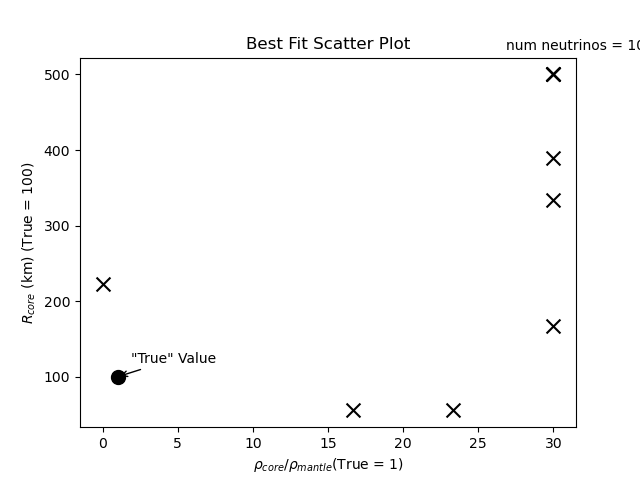 Best Fit Scatter Plot
num neutrinos = 10
500
400
300
200
100
R_core (km) (True = 100)
"True" Value
0 5 10 15 20 25 30
ρ_core/ρ_mantle(True = 1)